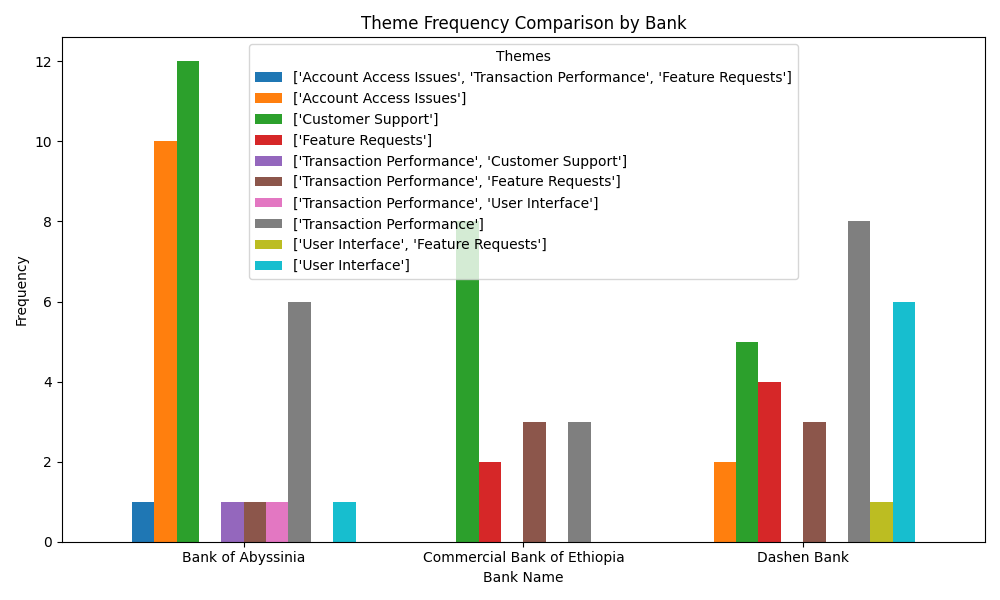 Theme Frequency Comparison by Bank
Themes
['Account Access Issues', 'Transaction Performance', 'Feature Requests']
['Account Access Issues']
['Customer Support']
['Feature Requests']
['Transaction Performance', 'Customer Support']
['Transaction Performance', 'Feature Requests']
['Transaction Performance', 'User Interface']
['Transaction Performance']
['User Interface', 'Feature Requests']
['User Interface']
Frequency
12
10
8
6
4
2
0
Bank of Abyssinia
Commercial Bank of Ethiopia
Dashen Bank
Bank Name